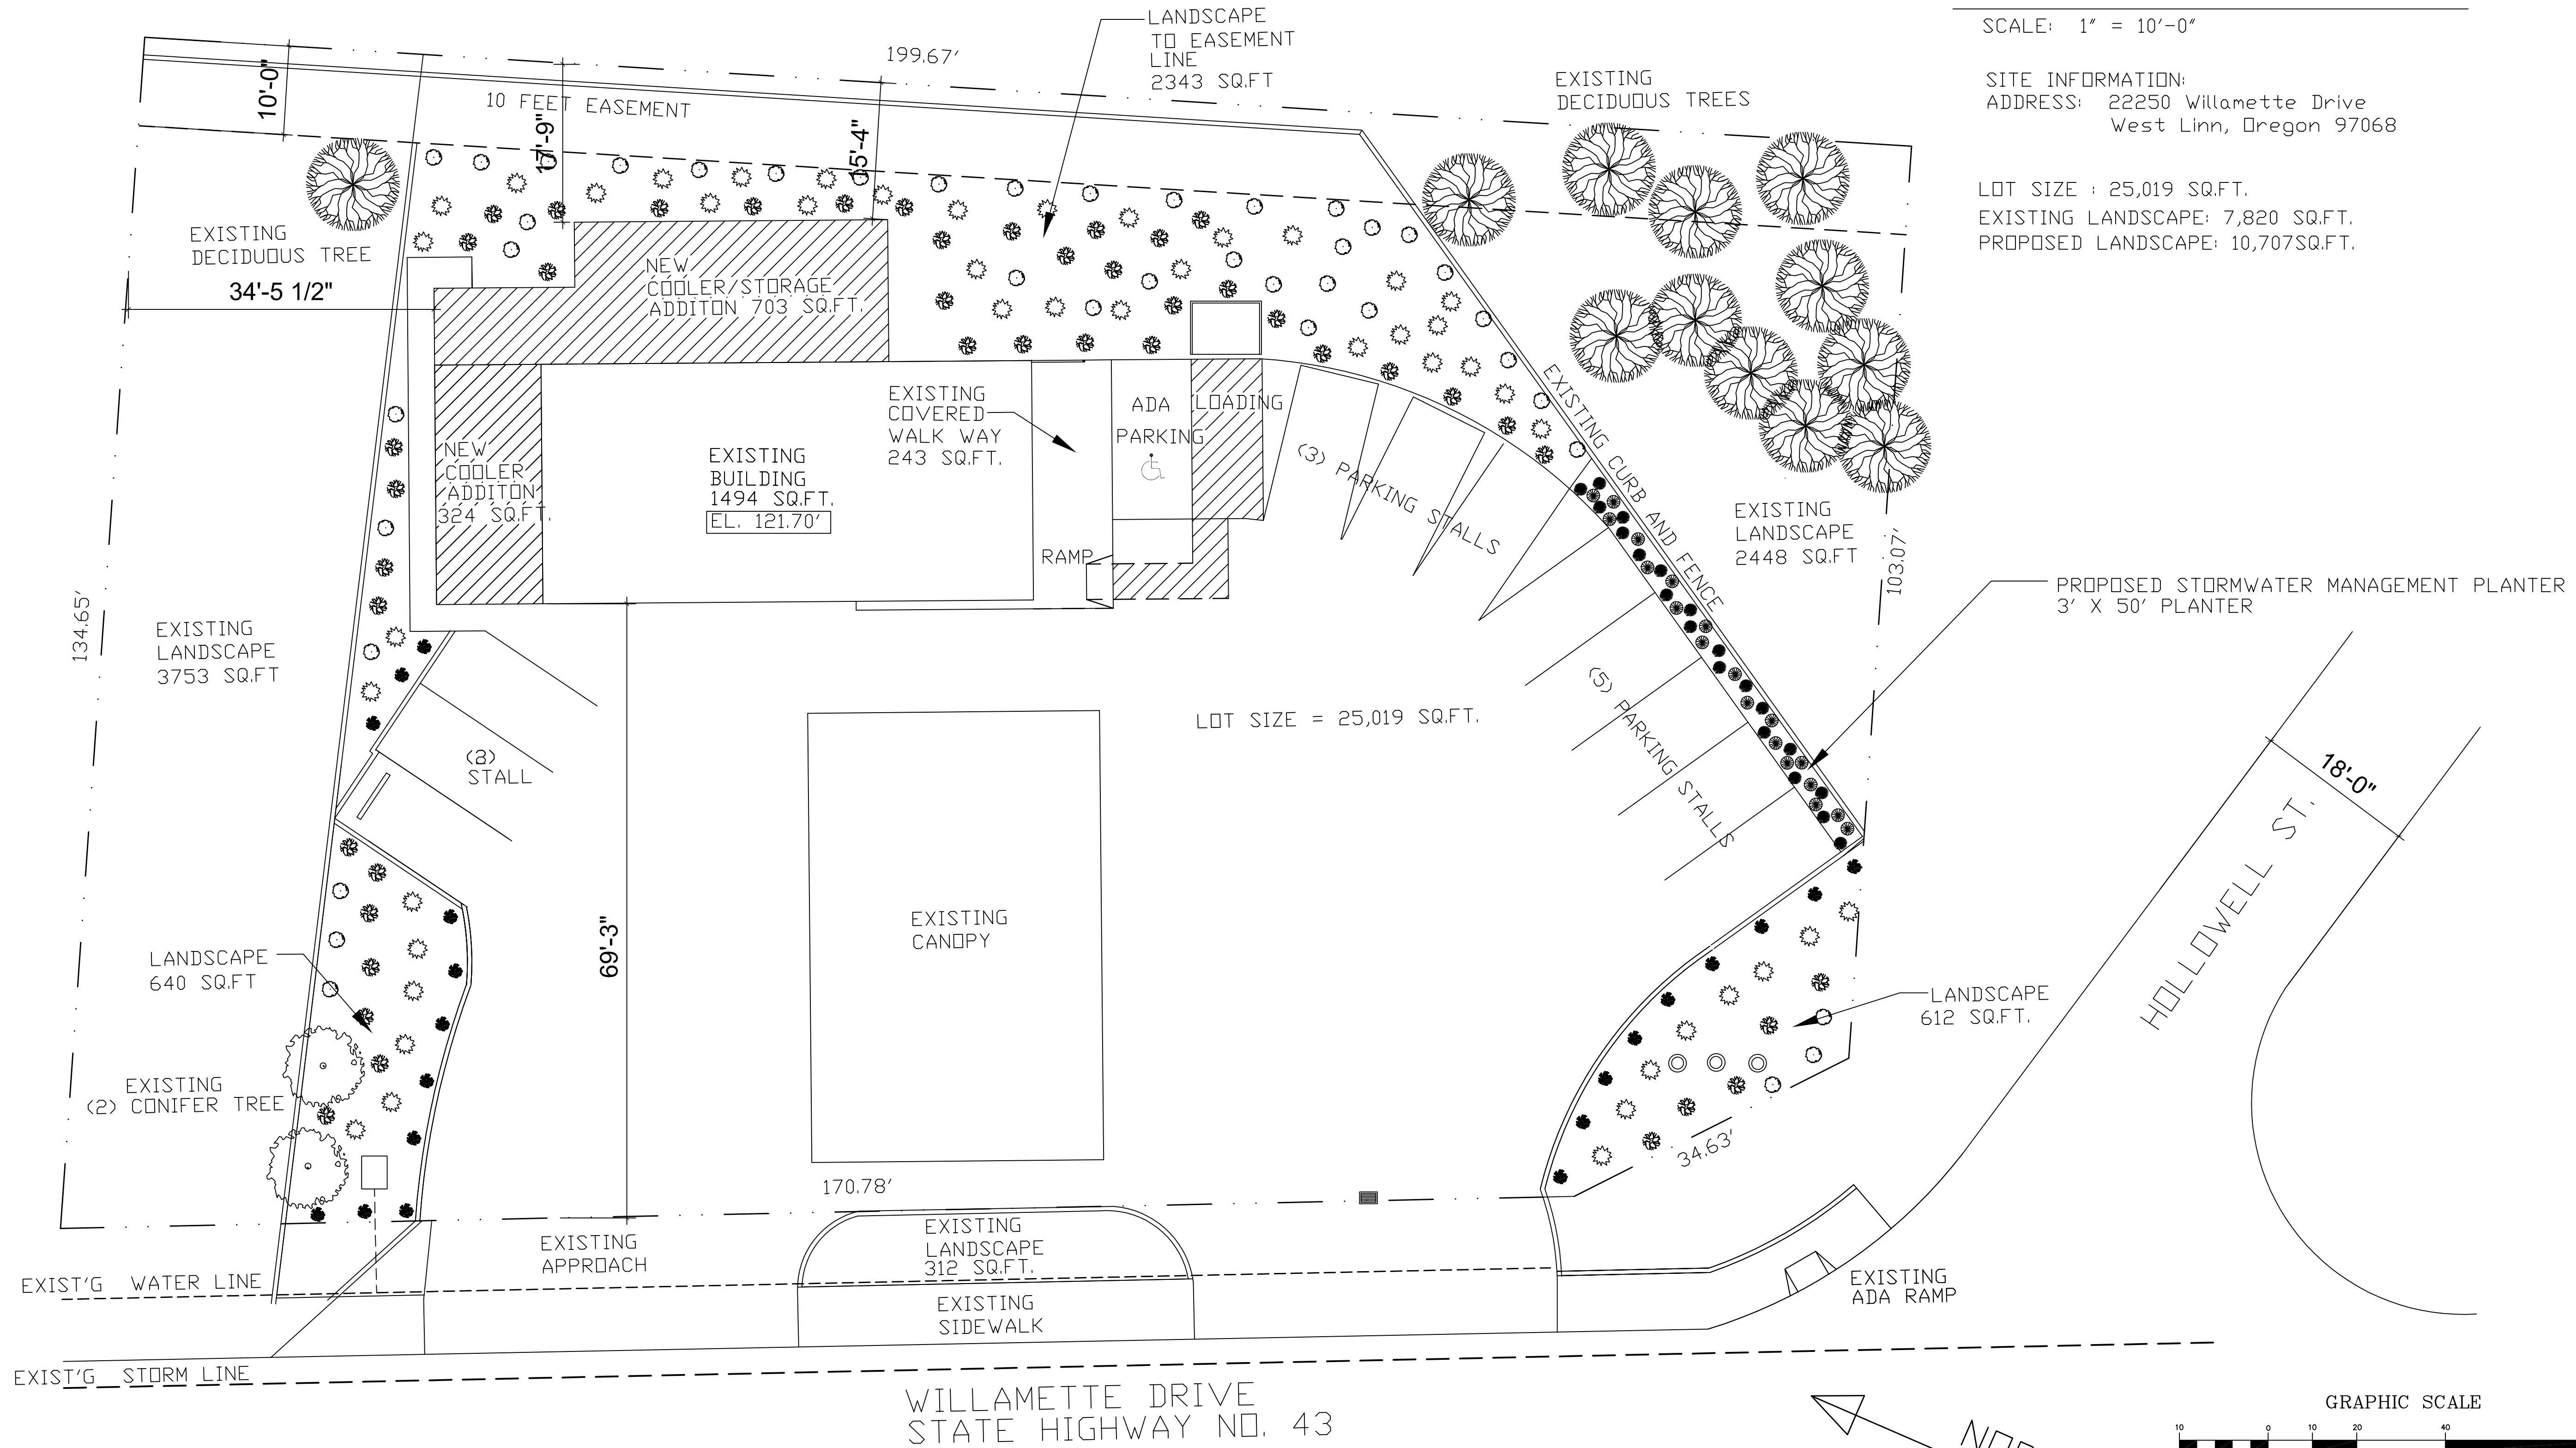 SCALE: 1" = 10'-0"
SITE INFORMATION:
ADDRESS: 22250 Willamette Drive
West Linn, Oregon 97068
LOT SIZE : 25,019 SQ.FT.
EXISTING LANDSCAPE: 7,820 SQ.FT.
PROPOSED LANDSCAPE: 10,707SQ.FT.
LANDSCAPE
TO EASEMENT
LINE
2343 SQ.FT
199.67'
10'-0"
10 FEET EASEMENT
17'-9"
15'-4"
EXISTING
DECIDUOUS TREES
EXISTING
DECIDUOUS TREE
34'-5 1/2"
NEW
COOLER/STORAGE
ADDITON 703 SQ.FT.
NEW
COOLER
ADDITON
324 SQ.FT.
EXISTING
BUILDING
1494 SQ.FT.
EL. 121.70'
EXISTING
COVERED
WALK WAY
243 SQ.FT.
ADA
PARKING
LOADING
RAMP
(3) PARKING STALLS
EXISTING CURB AND FENCE
EXISTING
LANDSCAPE
2448 SQ.FT
103.07'
PROPOSED STORMWATER MANAGEMENT PLANTER
3' X 50' PLANTER
134.65'
EXISTING
LANDSCAPE
3753 SQ.FT
STALL
LOT SIZE = 25,019 SQ.FT.
(5) PARKING STALLS
18'-0"
HOLLOWELL ST.
69'-3"
EXISTING
CANOPY
LANDSCAPE
640 SQ.FT
LANDSCAPE
612 SQ.FT.
EXISTING
(2) CONIFER TREE
34.63'
170.78'
EXISTING
APPROACH
EXISTING
LANDSCAPE
312 SQ.FT.
EXIST'G WATER LINE
EXISTING
SIDEWALK
EXISTING
ADA RAMP
EXIST'G STORM LINE
WILLAMETTE DRIVE
STATE HIGHWAY NO. 43
GRAPHIC SCALE
10 0 10 20 40